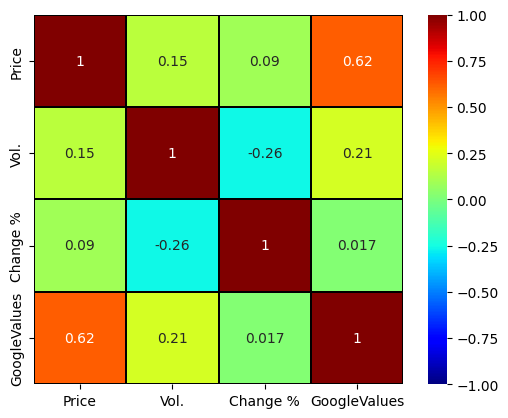 Price 1 0.15 0.09 0.62
Vol. 0.15 1 -0.26 0.21
Change % 0.09 -0.26 1 0.017
GoogleValues 0.62 0.21 0.017 1
Price Vol. Change % GoogleValues
1.00
0.75
0.50
0.25
0.00
−0.25
−0.50
−0.75
−1.00